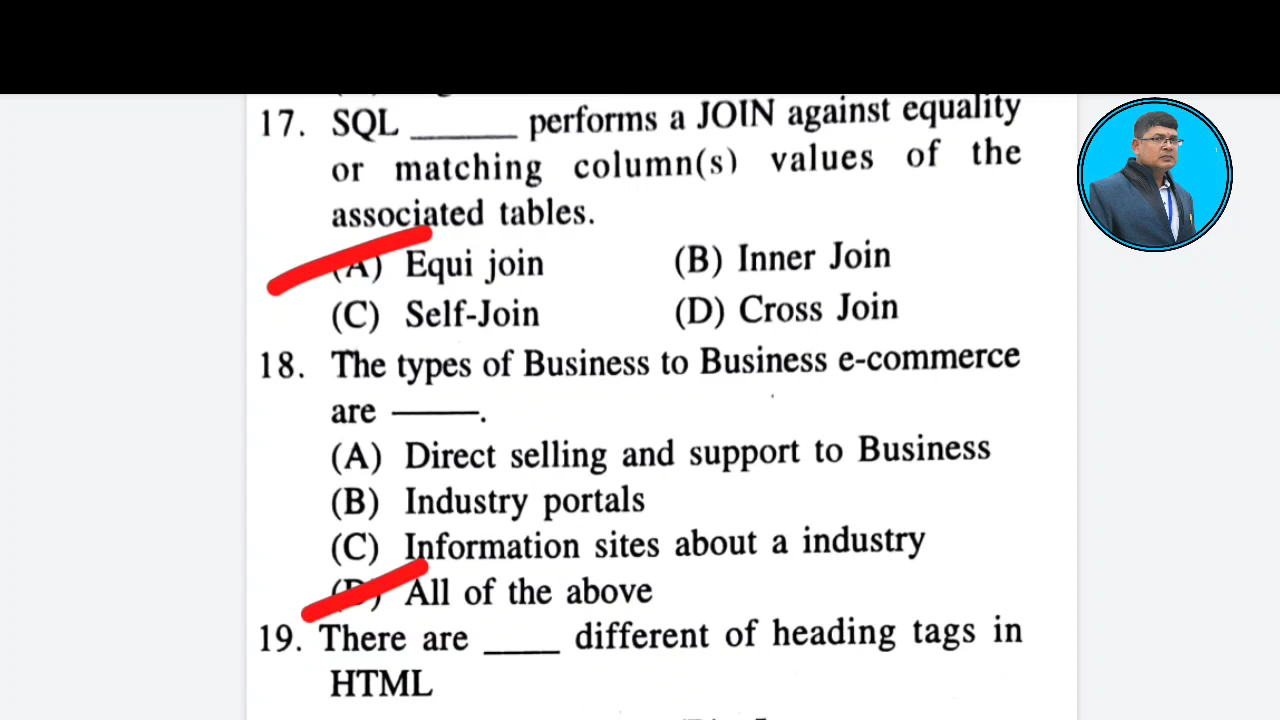 17. SQL ______ performs a JOIN against equality
or matching column(s) values of the
associated tables.
(A) Equi join (B) Inner Join
(C) Self-Join (D) Cross Join
18. The types of Business to Business e-commerce
are ———.
(A) Direct selling and support to Business
(B) Industry portals
(C) Information sites about a industry
(D) All of the above
19. There are ____ different of heading tags in
HTML